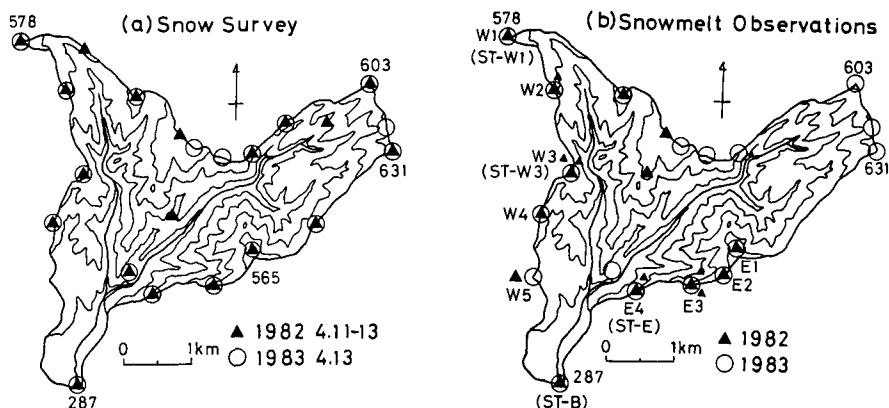 (a) Snow Survey
578
603
4
631
565
287
▲ 1982 4.11-13
○ 1983 4.13
0 1km
(b) Snowmelt Observations
578
W1
(ST-W1)
603
4
W2
W3
(ST-W3)
631
W4
E1
E2
W5
E3
E4
(ST-E)
▲ 1982
○ 1983
0 1km
287
(ST-B)